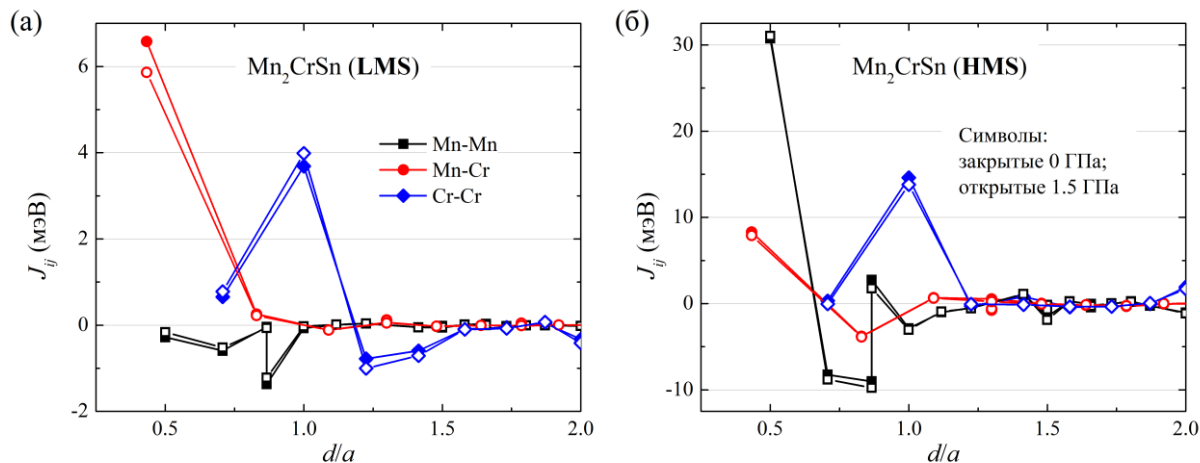 (а)
Mn₂CrSn (LMS)
Mn-Mn
Mn-Cr
Cr-Cr
J_ij (мэВ)
6
4
2
0
-2
0.5
1.0
1.5
2.0
d/a
(б)
Mn₂CrSn (HMS)
Символы:
закрытые 0 ГПа;
открытые 1.5 ГПа
J_ij (мэВ)
30
20
10
0
-10
0.5
1.0
1.5
2.0
d/a